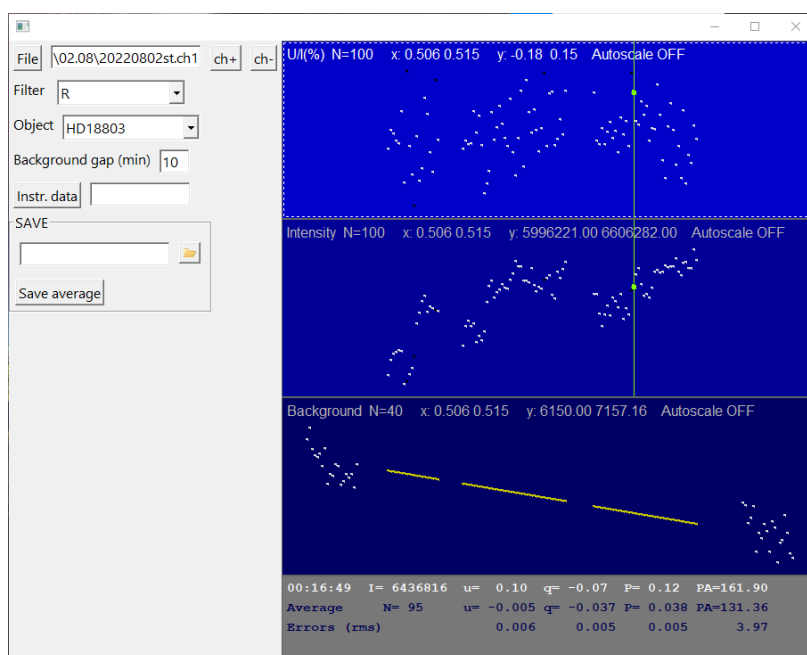 File \02.08\20220802st.ch1 ch+ ch-
Filter R
Object HD18803
Background gap (min) 10
Instr. data
SAVE
Save average
U/I(%) N=100 x: 0.506 0.515 y: -0.18 0.15 Autoscale OFF
Intensity N=100 x: 0.506 0.515 y: 5996221.00 6606282.00 Autoscale OFF
Background N=40 x: 0.506 0.515 y: 6150.00 7157.16 Autoscale OFF
00:16:49 I= 6436816 u= 0.10 q= -0.07 P= 0.12 PA=161.90
Average N= 95 u= -0.005 q= -0.037 P= 0.038 PA=131.36
Errors (rms) 0.006 0.005 0.005 3.97